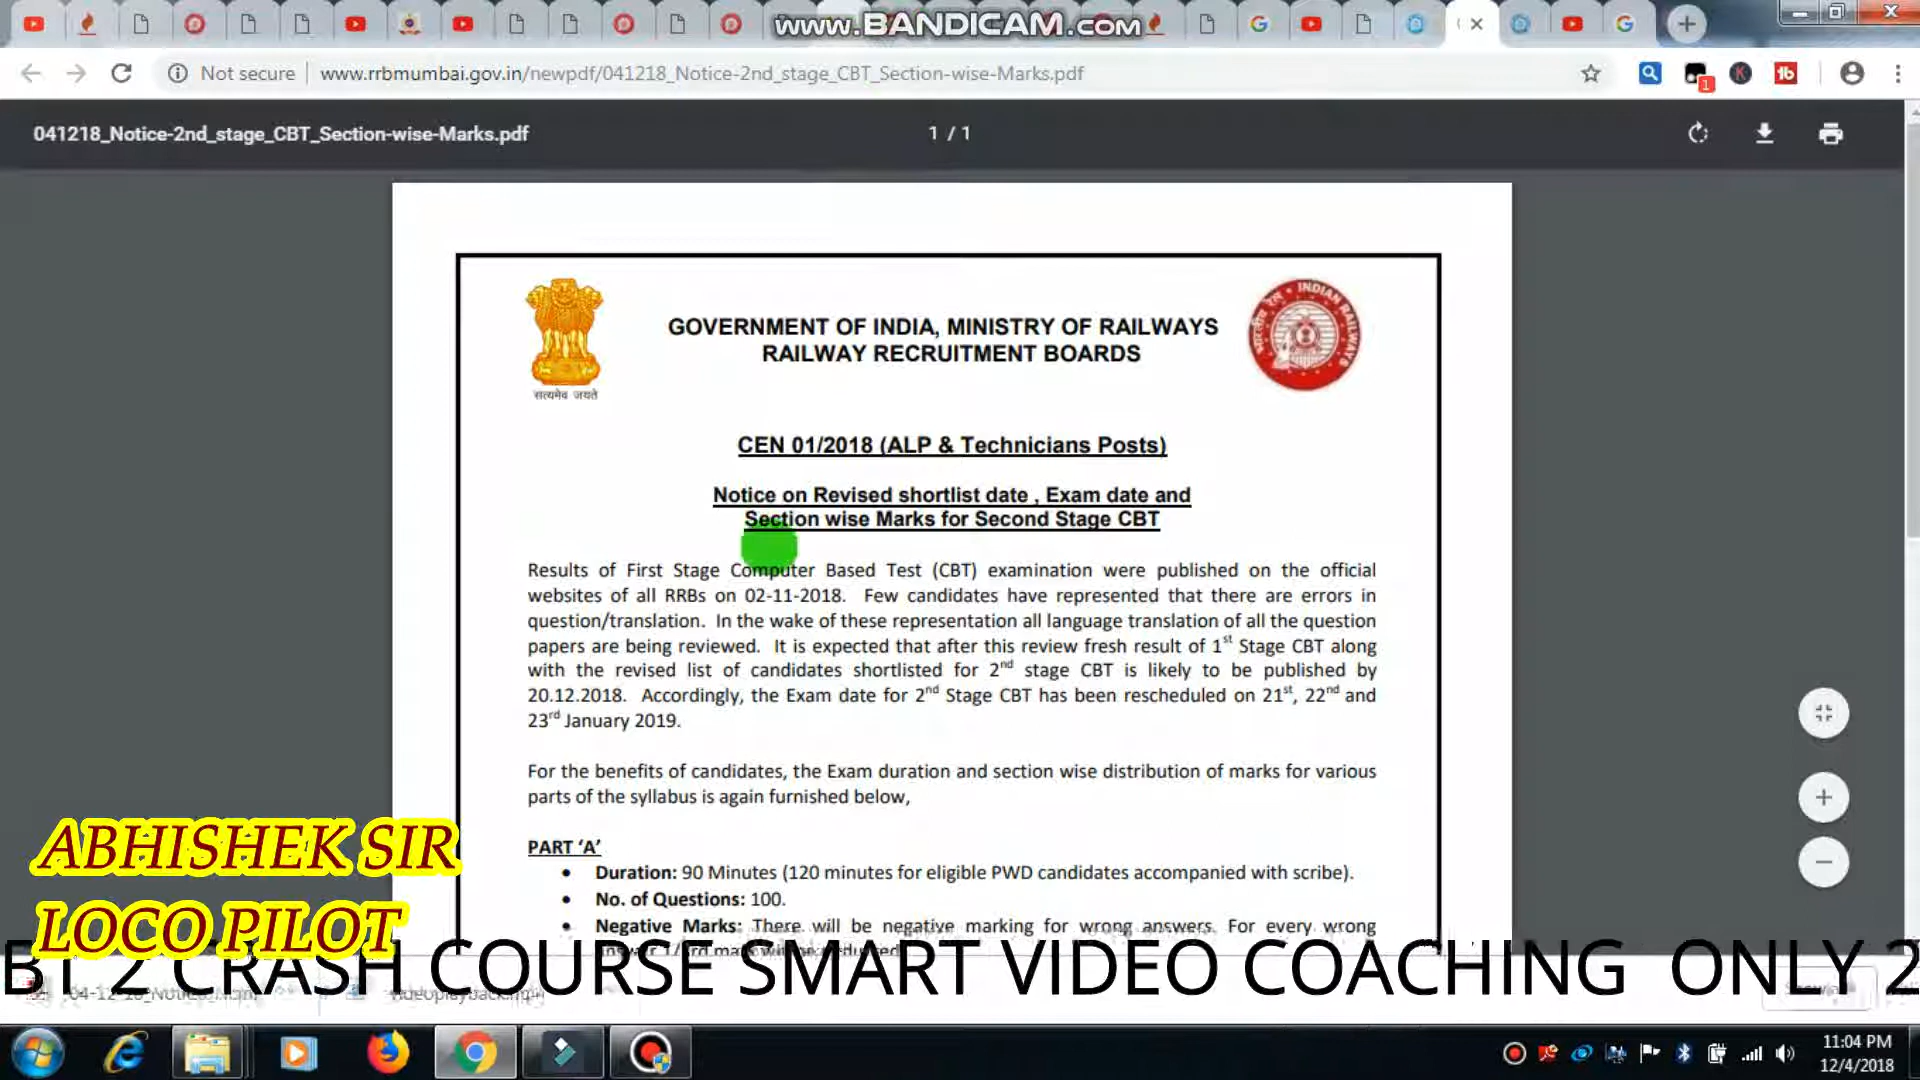 www.BANDICAM.com
Not secure
www.rrbmumbai.gov.in/newpdf/041218_Notice-2nd_stage_CBT_Section-wise-Marks.pdf
1
041218_Notice-2nd_stage_CBT_Section-wise-Marks.pdf
1 / 1
सत्यमेव जयते
INDIAN RAILWAYS
GOVERNMENT OF INDIA, MINISTRY OF RAILWAYS
RAILWAY RECRUITMENT BOARDS
CEN 01/2018 (ALP & Technicians Posts)
Notice on Revised shortlist date , Exam date and
Section wise Marks for Second Stage CBT
Results of First Stage Computer Based Test (CBT) examination were published on the official
websites of all RRBs on 02-11-2018. Few candidates have represented that there are errors in
question/translation. In the wake of these representation all language translation of all the question
papers are being reviewed. It is expected that after this review fresh result of 1st Stage CBT along
with the revised list of candidates shortlisted for 2nd stage CBT is likely to be published by
20.12.2018. Accordingly, the Exam date for 2nd Stage CBT has been rescheduled on 21st, 22nd and
23rd January 2019.
For the benefits of candidates, the Exam duration and section wise distribution of marks for various
parts of the syllabus is again furnished below,
PART ‘A’
• Duration: 90 Minutes (120 minutes for eligible PWD candidates accompanied with scribe).
• No. of Questions: 100.
• Negative Marks: There will be negative marking for wrong answers. For every wrong
ABHISHEK SIR
LOCO PILOT
BT 2 CRASH COURSE SMART VIDEO COACHING ONLY 2
11:04 PM
12/4/2018